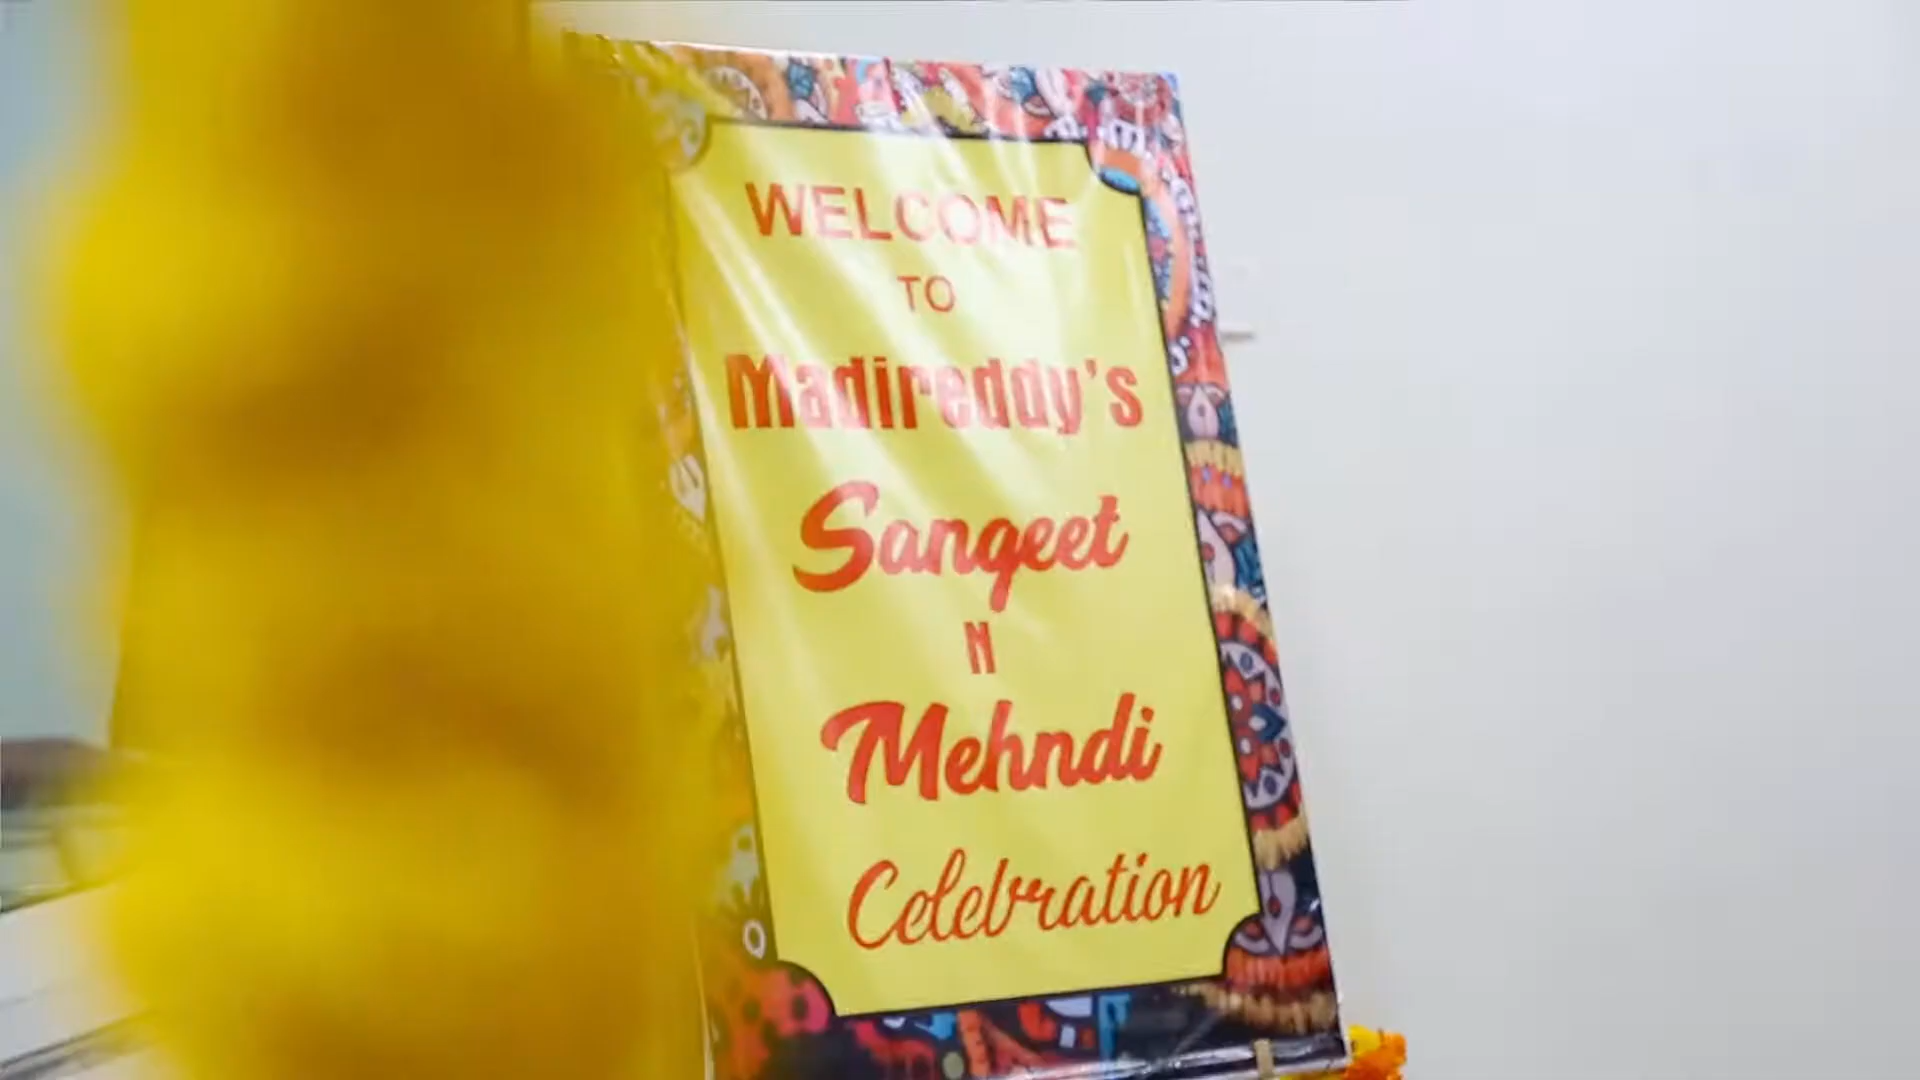 WELCOME
TO
Madireddy's
Sangeet
N
Mehndi
Celebration